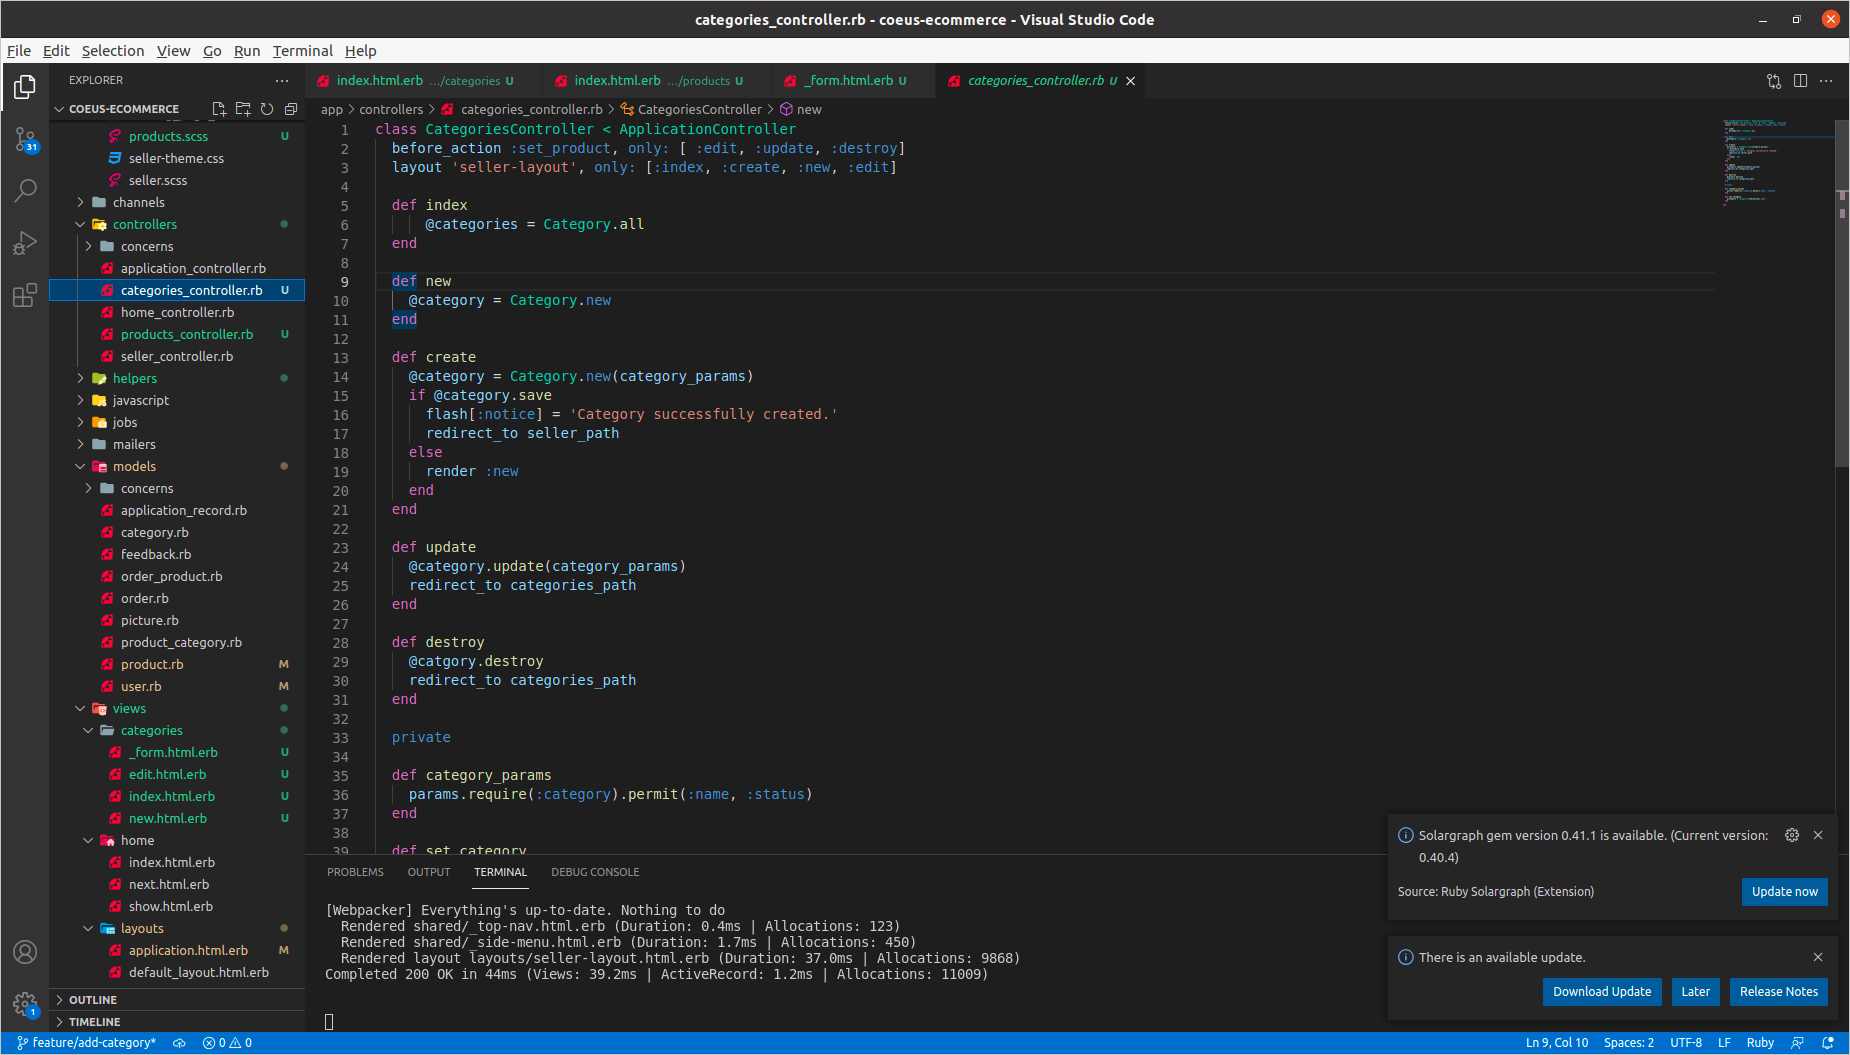 categories_controller.rb - coeus-ecommerce - Visual Studio Code
File Edit Selection View Go Run Terminal Help
EXPLORER
COEUS-ECOMMERCE
products.scss U
seller-theme.css
seller.scss
channels
controllers
concerns
application_controller.rb
categories_controller.rb U
home_controller.rb
products_controller.rb U
seller_controller.rb
helpers
javascript
jobs
mailers
models
concerns
application_record.rb
category.rb
feedback.rb
order_product.rb
order.rb
picture.rb
product_category.rb
product.rb M
user.rb M
views
categories
_form.html.erb U
edit.html.erb U
index.html.erb U
new.html.erb U
home
index.html.erb
next.html.erb
show.html.erb
layouts
application.html.erb M
default_layout.html.erb
OUTLINE
TIMELINE
31
1
index.html.erb .../categories U index.html.erb .../products U _form.html.erb U categories_controller.rb U
app > controllers > categories_controller.rb > CategoriesController > new
1 class CategoriesController < ApplicationController
2 before_action :set_product, only: [ :edit, :update, :destroy]
3 layout 'seller-layout', only: [:index, :create, :new, :edit]
4
5 def index
6 @categories = Category.all
7 end
8
9 def new
10 @category = Category.new
11 end
12
13 def create
14 @category = Category.new(category_params)
15 if @category.save
16 flash[:notice] = 'Category successfully created.'
17 redirect_to seller_path
18 else
19 render :new
20 end
21 end
22
23 def update
24 @category.update(category_params)
25 redirect_to categories_path
26 end
27
28 def destroy
29 @catgory.destroy
30 redirect_to categories_path
31 end
32
33 private
34
35 def category_params
36 params.require(:category).permit(:name, :status)
37 end
38
39 def set_category
PROBLEMS OUTPUT TERMINAL DEBUG CONSOLE
[Webpacker] Everything's up-to-date. Nothing to do
Rendered shared/_top-nav.html.erb (Duration: 0.4ms | Allocations: 123)
Rendered shared/_side-menu.html.erb (Duration: 1.7ms | Allocations: 450)
Rendered layout layouts/seller-layout.html.erb (Duration: 37.0ms | Allocations: 9868)
Completed 200 OK in 44ms (Views: 39.2ms | ActiveRecord: 1.2ms | Allocations: 11009)
Solargraph gem version 0.41.1 is available. (Current version:
0.40.4)
Source: Ruby Solargraph (Extension) Update now
There is an available update.
Download Update Later Release Notes
feature/add-category* 0 0 Ln 9, Col 10 Spaces: 2 UTF-8 LF Ruby